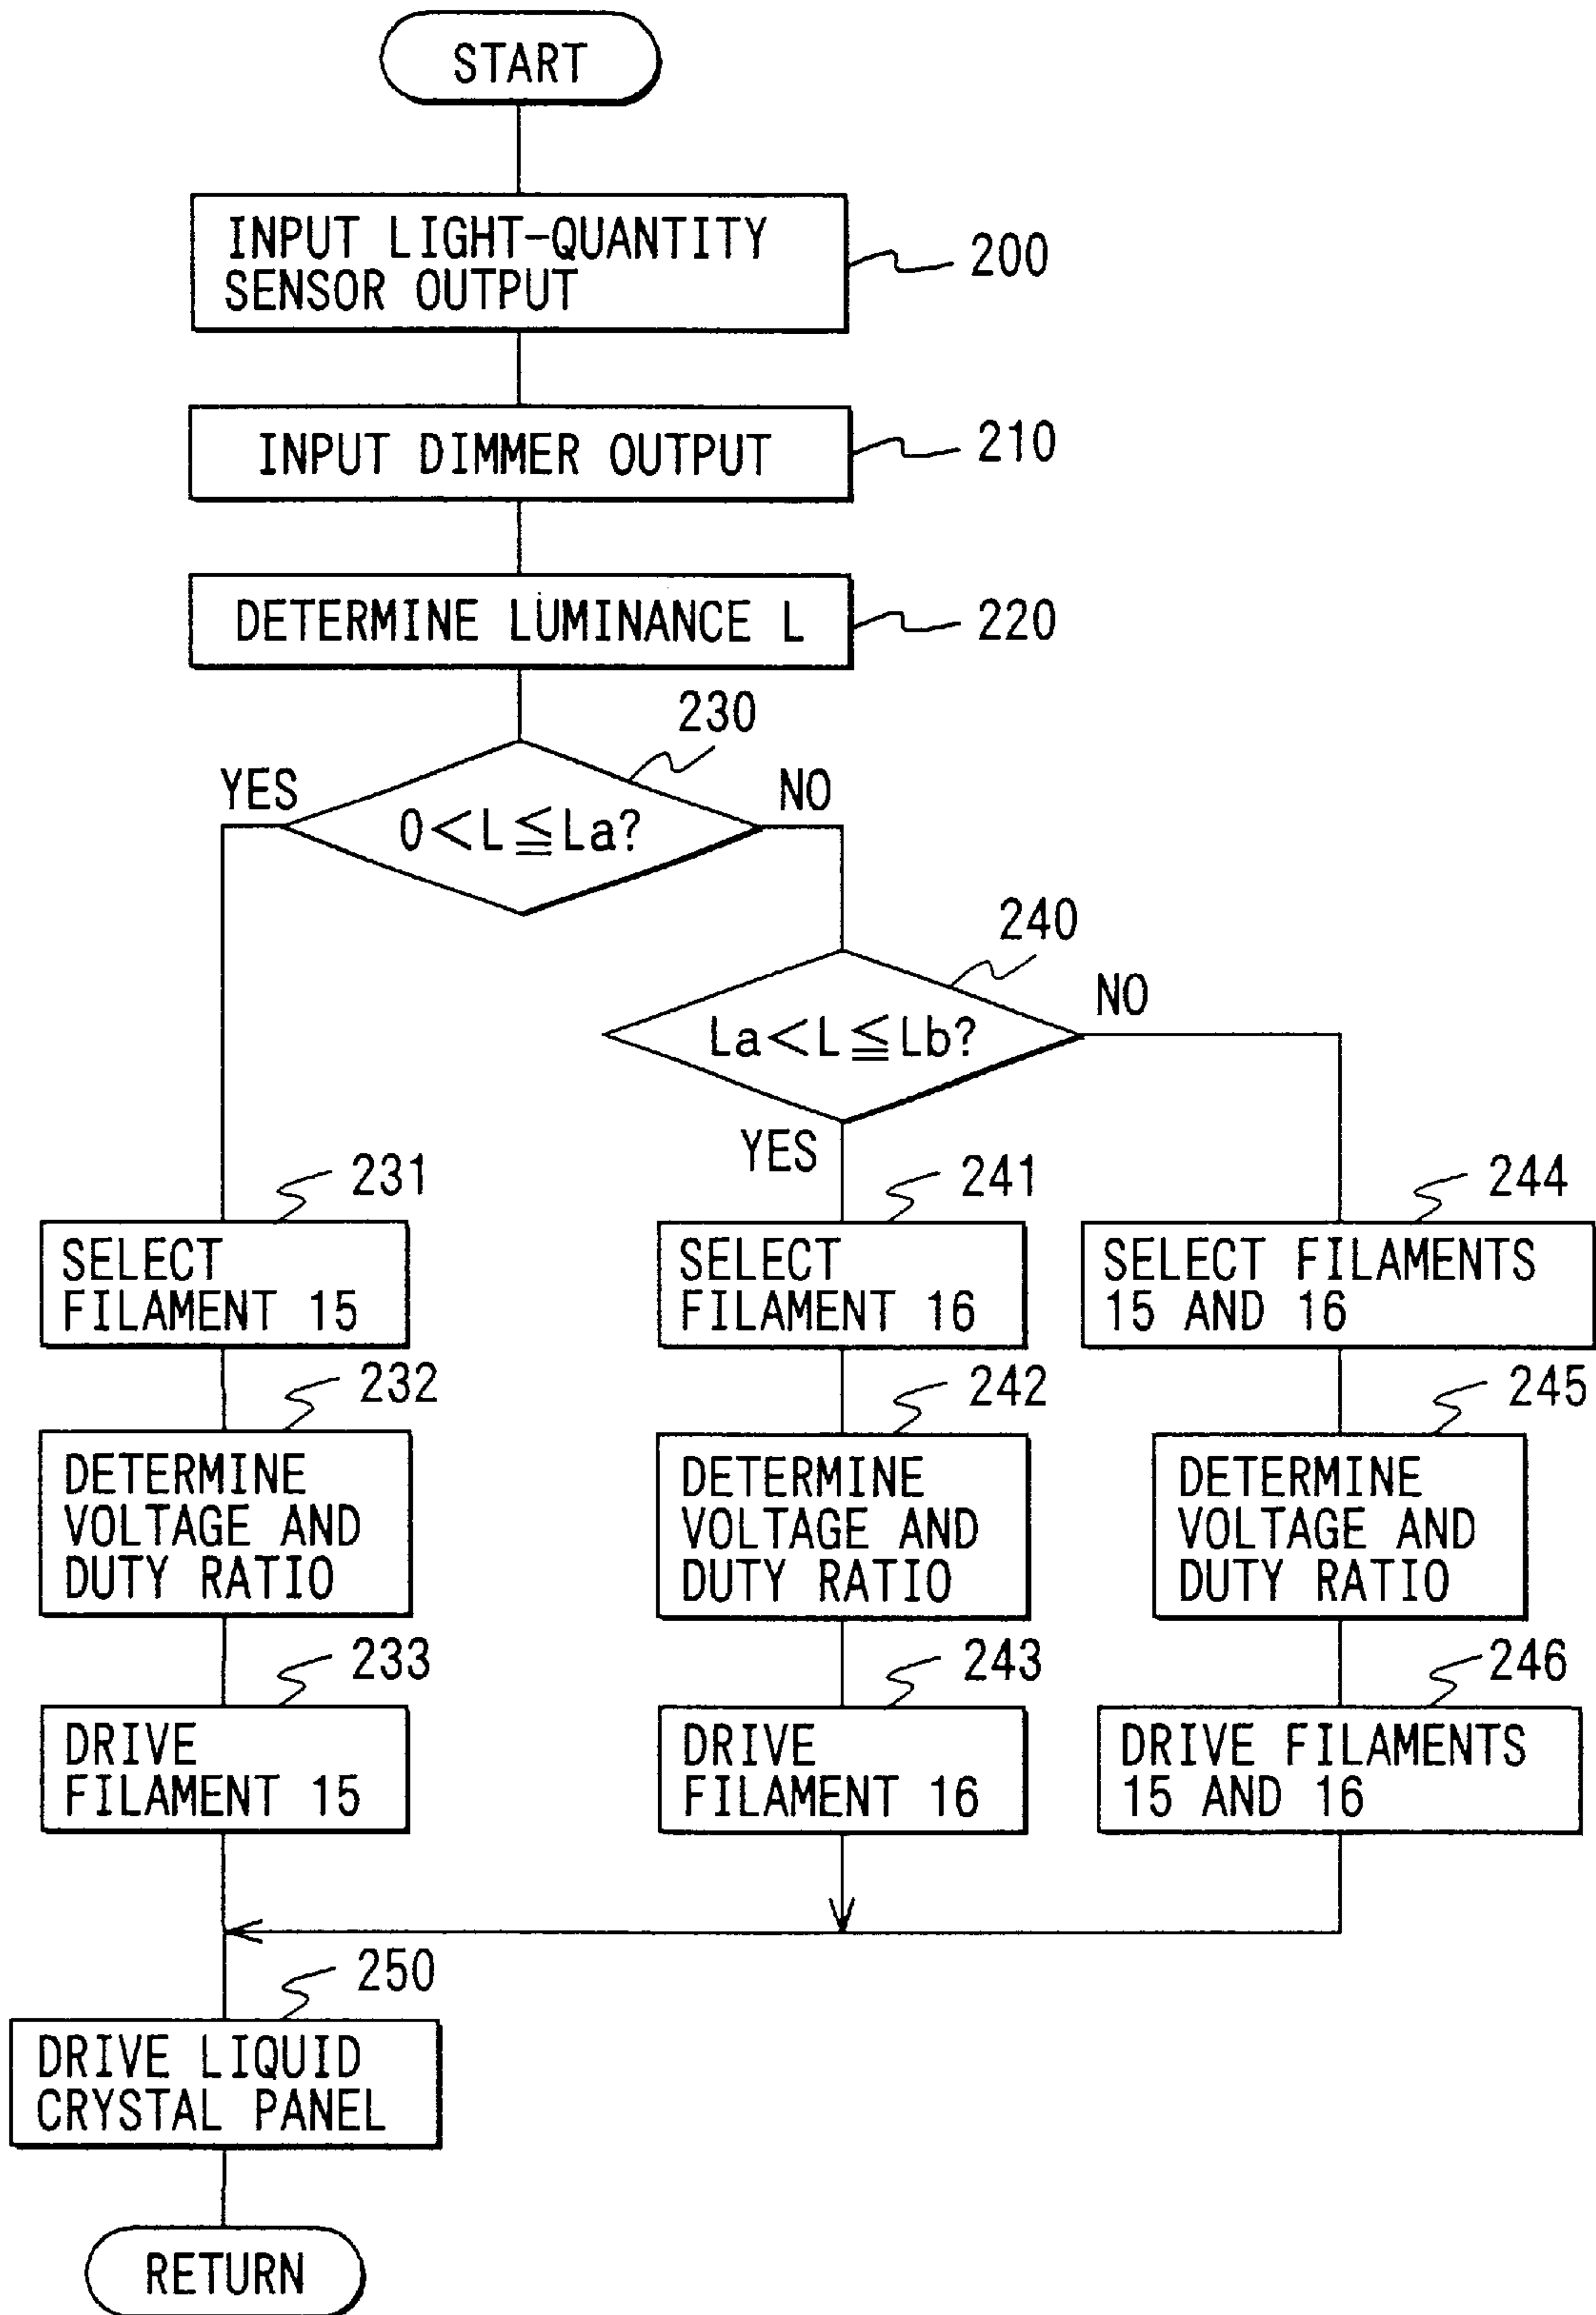 START
INPUT LIGHT-QUANTITY
SENSOR OUTPUT
200
INPUT DIMMER OUTPUT
210
DETERMINE LUMINANCE L
220
230
YES
NO
0<L≦La?
240
NO
La<L≦Lb?
YES
231
SELECT
FILAMENT 15
232
DETERMINE
VOLTAGE AND
DUTY RATIO
233
DRIVE
FILAMENT 15
241
SELECT
FILAMENT 16
242
DETERMINE
VOLTAGE AND
DUTY RATIO
243
DRIVE
FILAMENT 16
244
SELECT FILAMENTS
15 AND 16
245
DETERMINE
VOLTAGE AND
DUTY RATIO
246
DRIVE FILAMENTS
15 AND 16
250
DRIVE LIQUID
CRYSTAL PANEL
RETURN